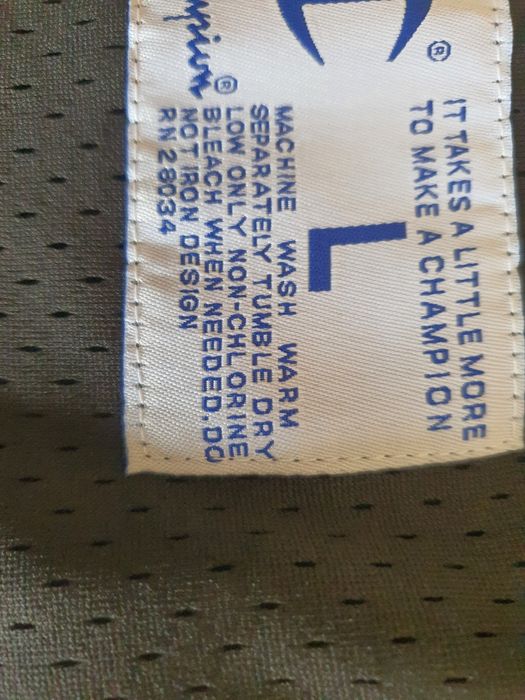 ®
IT TAKES A LITTLE MORE
TO MAKE A CHAMPION
L
MACHINE WASH WARM
SEPARATELY TUMBLE DRY
LOW ONLY NON-CHLORINE
BLEACH WHEN NEEDED. DO
NOT IRON DESIGN
RN 28034
mpion®